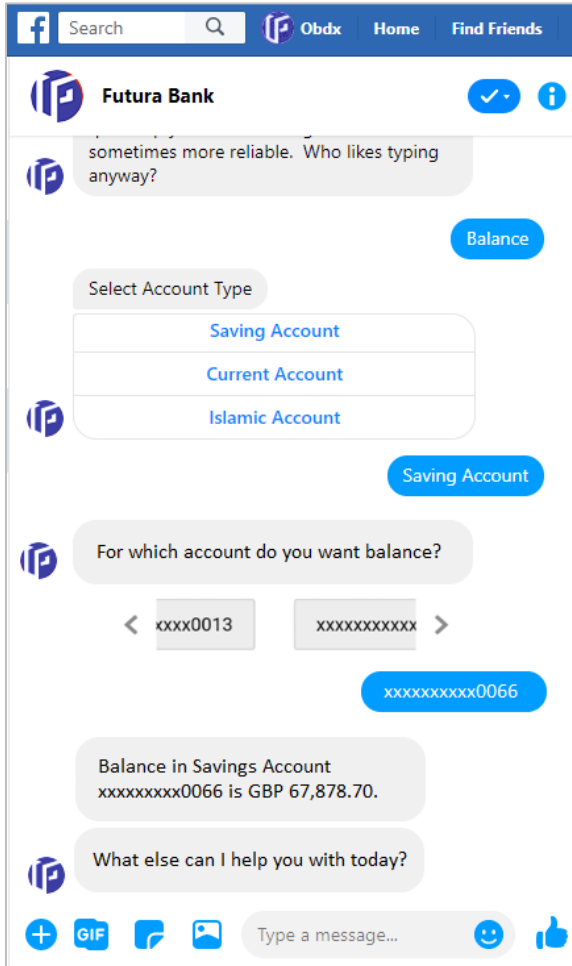 f Search Obdx Home Find Friends
Futura Bank
sometimes more reliable. Who likes typing
anyway?
Balance
Select Account Type
Saving Account
Current Account
Islamic Account
Saving Account
For which account do you want balance?
xxxx0013 xxxxxxxxxxx
xxxxxxxxxx0066
Balance in Savings Account
xxxxxxxxx0066 is GBP 67,878.70.
What else can I help you with today?
GIF Type a message...